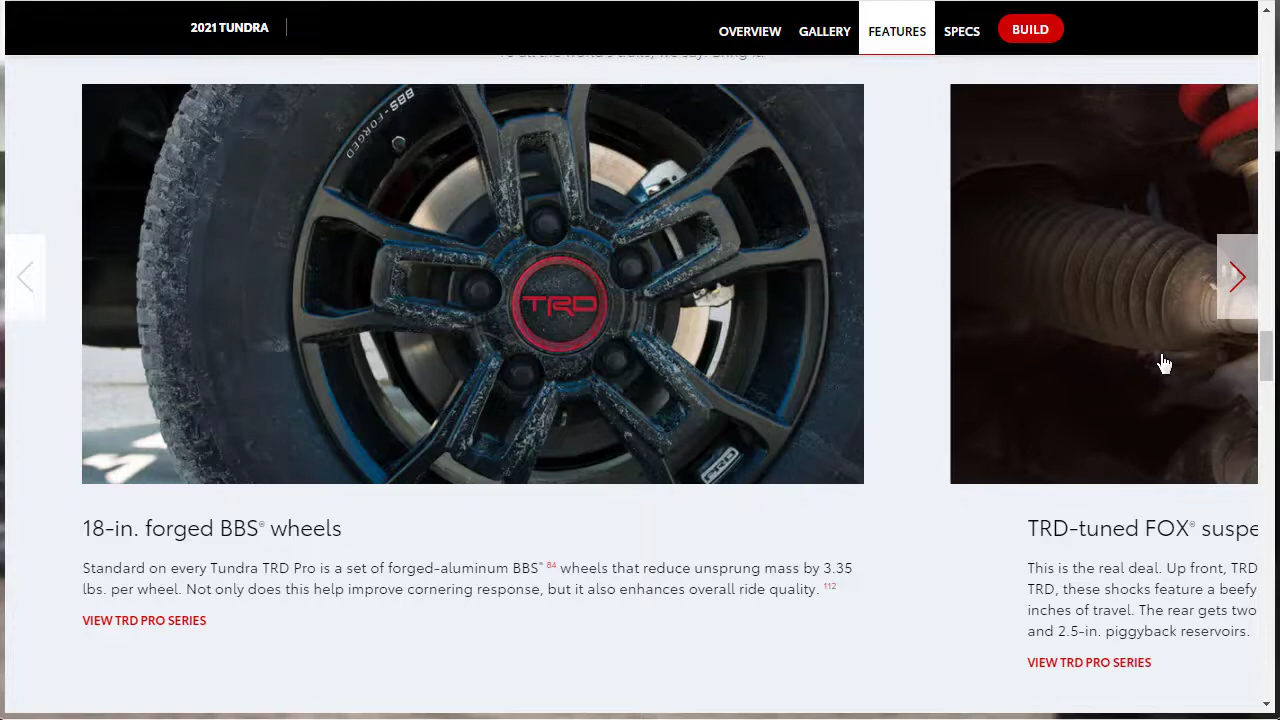 2021 TUNDRA
OVERVIEW GALLERY FEATURES SPECS BUILD
BBS-FORGED
TRD
PRO
18-in. forged BBS® wheels
Standard on every Tundra TRD Pro is a set of forged-aluminum BBS™ 84 wheels that reduce unsprung mass by 3.35
lbs. per wheel. Not only does this help improve cornering response, but it also enhances overall ride quality. 112
VIEW TRD PRO SERIES
TRD-tuned FOX® suspe
This is the real deal. Up front, TRD
TRD, these shocks feature a beefy
inches of travel. The rear gets two
and 2.5-in. piggyback reservoirs.
VIEW TRD PRO SERIES